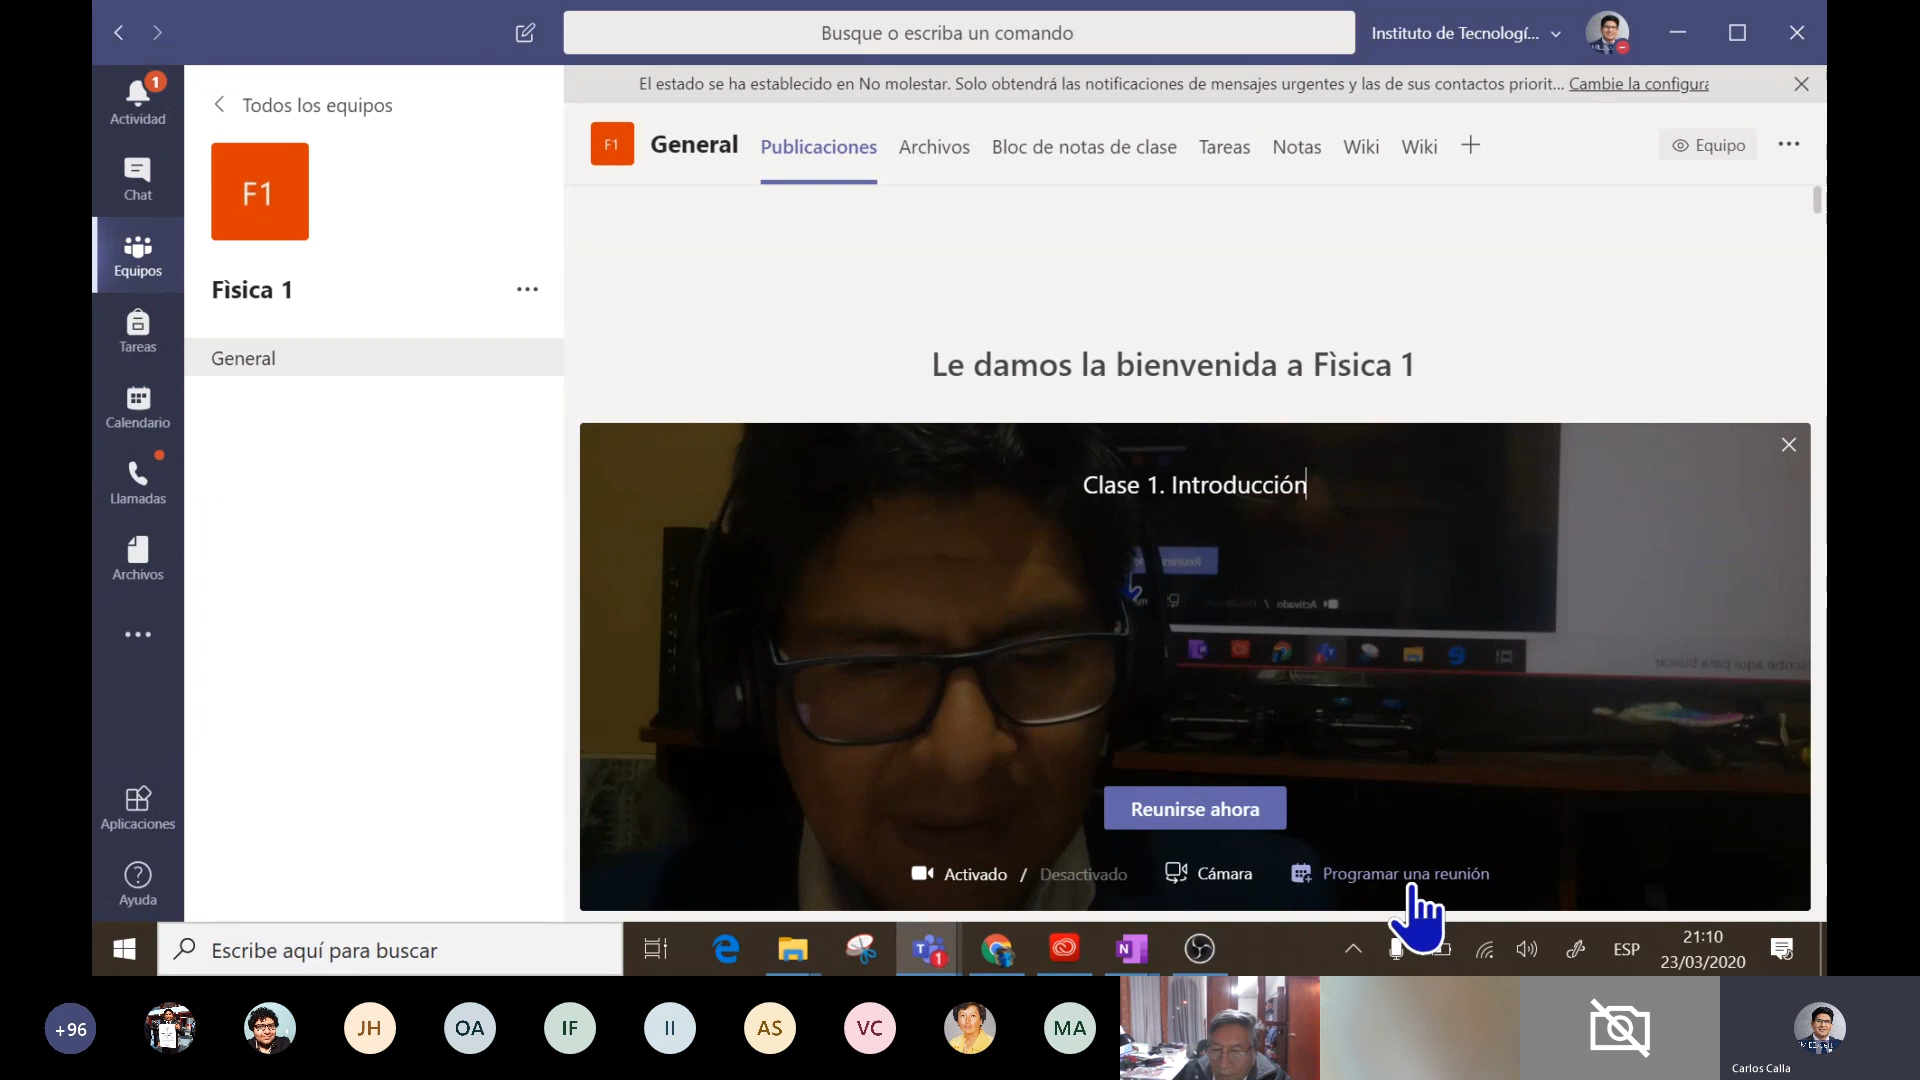 Busque o escriba un comando
Instituto de Tecnologí...
El estado se ha establecido en No molestar. Solo obtendrá las notificaciones de mensajes urgentes y las de sus contactos priorit... Cambie la configura
1
Actividad
Chat
Equipos
Tareas
Calendario
Llamadas
Archivos
Aplicaciones
Ayuda
Todos los equipos
F1
Fìsica 1
General
F1
General
Publicaciones
Archivos
Bloc de notas de clase
Tareas
Notas
Wiki
Wiki
Equipo
Le damos la bienvenida a Fìsica 1
Clase 1. Introducción
Reunirse ahora
Activado / Desactivado
Cámara
Programar una reunión
Escribe aquí para buscar
1
ESP
21:10
23/03/2020
+96
JH
OA
IF
II
AS
VC
MA
Carlos Calla